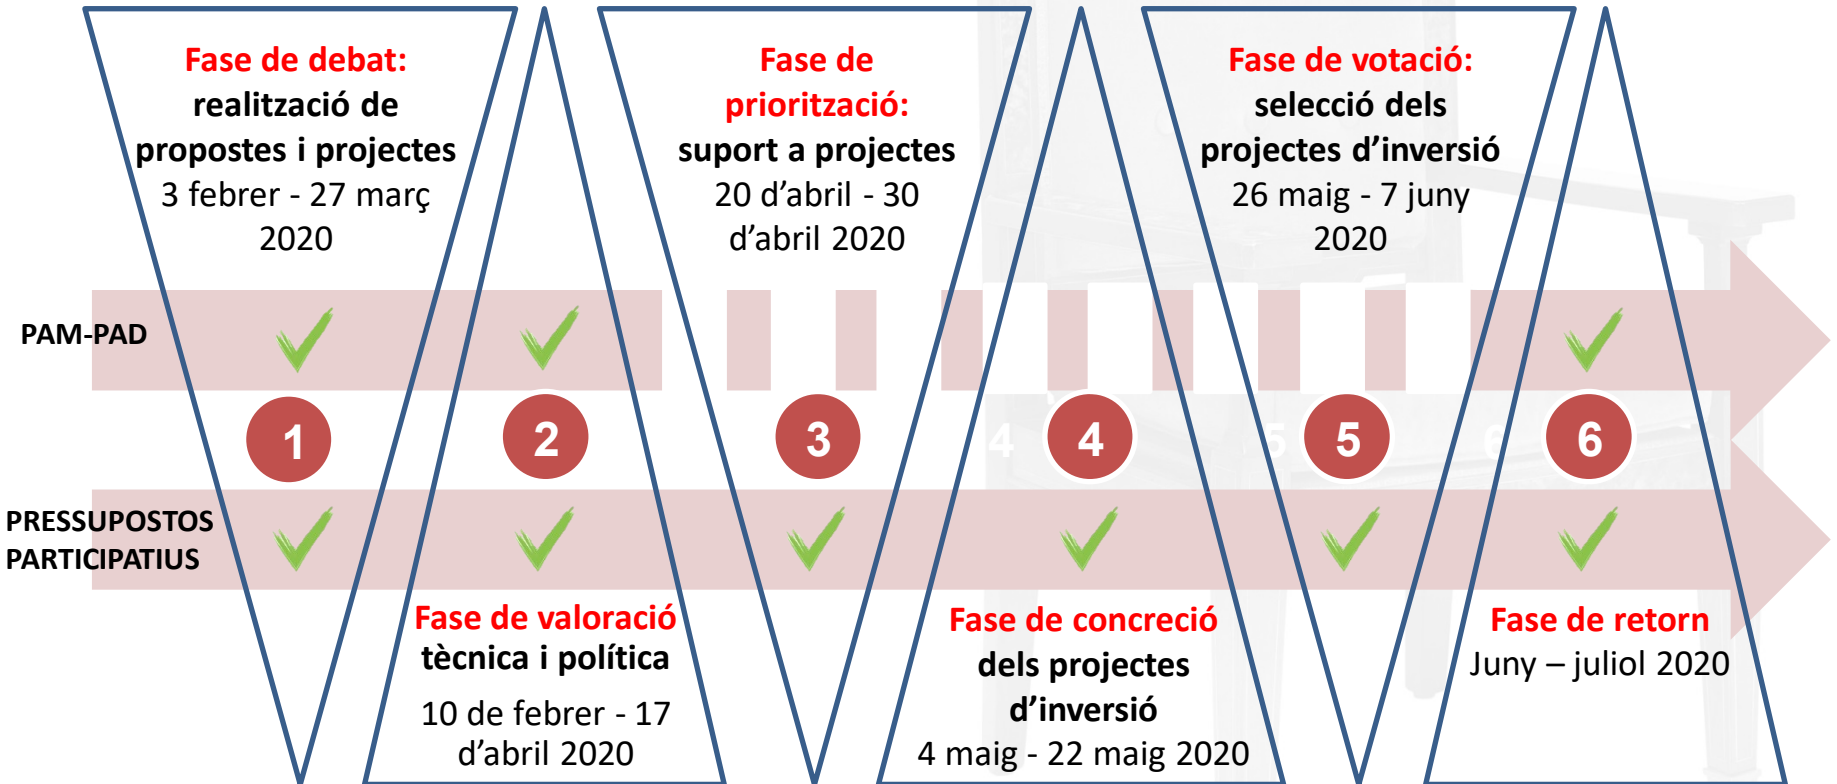 Fase de debat:
realització de
propostes i projectes
3 febrer - 27 març
2020
Fase de
priorització:
suport a projectes
20 d'abril - 30
d'abril 2020
Fase de votació:
selecció dels
projectes d'inversió
26 maig - 7 juny
2020
PAM-PAD
1
2
3
4
4
5
5
6
6
PRESSUPOSTOS
PARTICIPATIUS
Fase de valoració
tècnica i política
10 de febrer - 17
d'abril 2020
Fase de concreció
dels projectes
d'inversió
4 maig - 22 maig 2020
Fase de retorn
Juny – juliol 2020